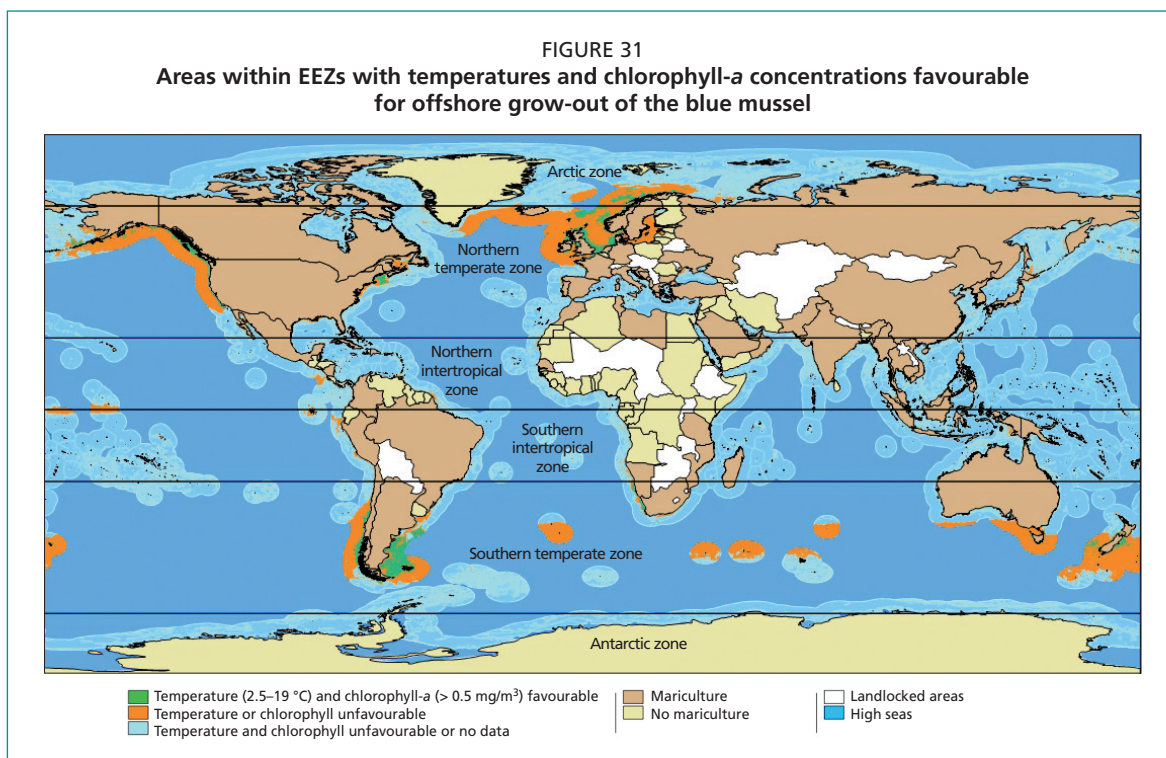 FIGURE 31
Areas within EEZs with temperatures and chlorophyll-a concentrations favourable
for offshore grow-out of the blue mussel
Arctic zone
Northern
temperate zone
Northern
intertropical
zone
Southern
intertropical
zone
Southern temperate zone
Antarctic zone
Temperature (2.5–19 °C) and chlorophyll-a (> 0.5 mg/m³) favourable
Temperature or chlorophyll unfavourable
Temperature and chlorophyll unfavourable or no data
Mariculture
No mariculture
Landlocked areas
High seas